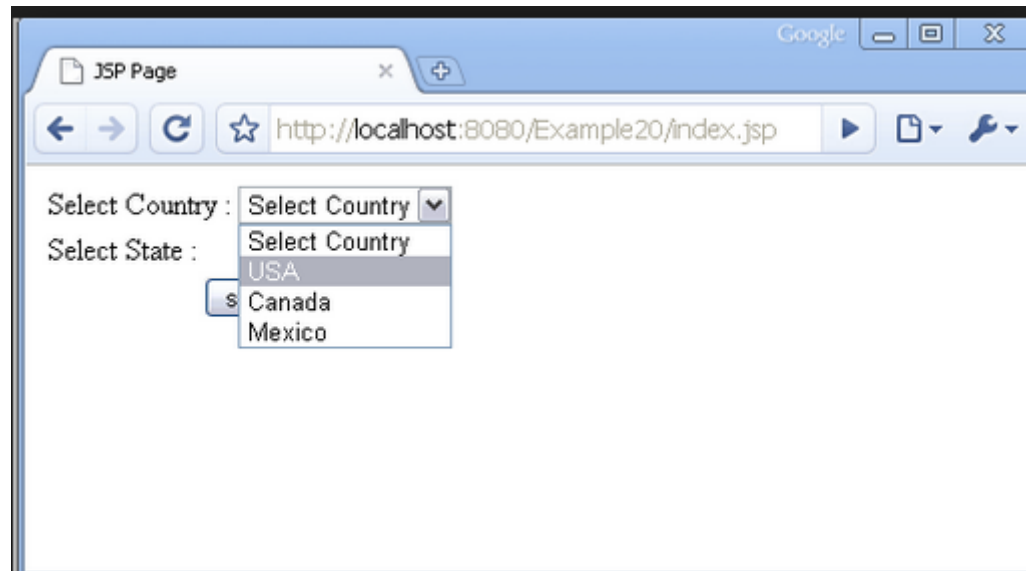 Google
JSP Page
http://localhost:8080/Example20/index.jsp
Select Country : Select Country
Select State :
Select Country
USA
s
Canada
Mexico